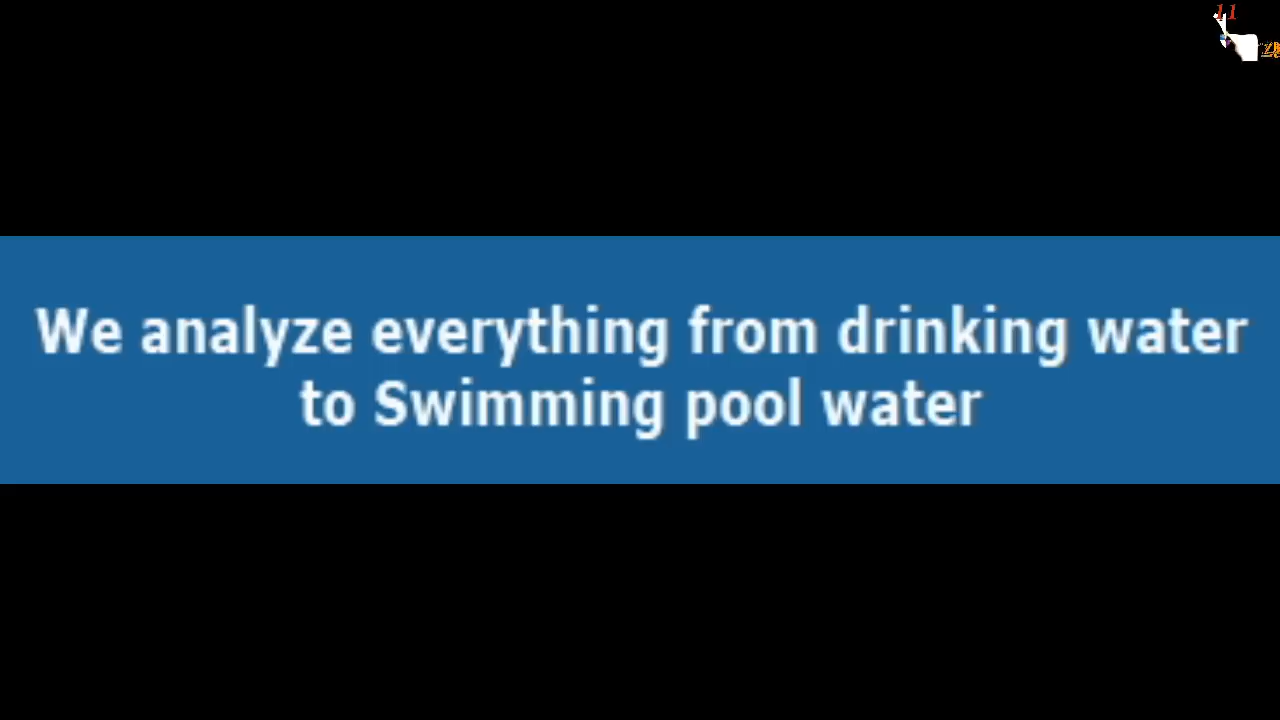 We analyze everything from drinking water
to Swimming pool water